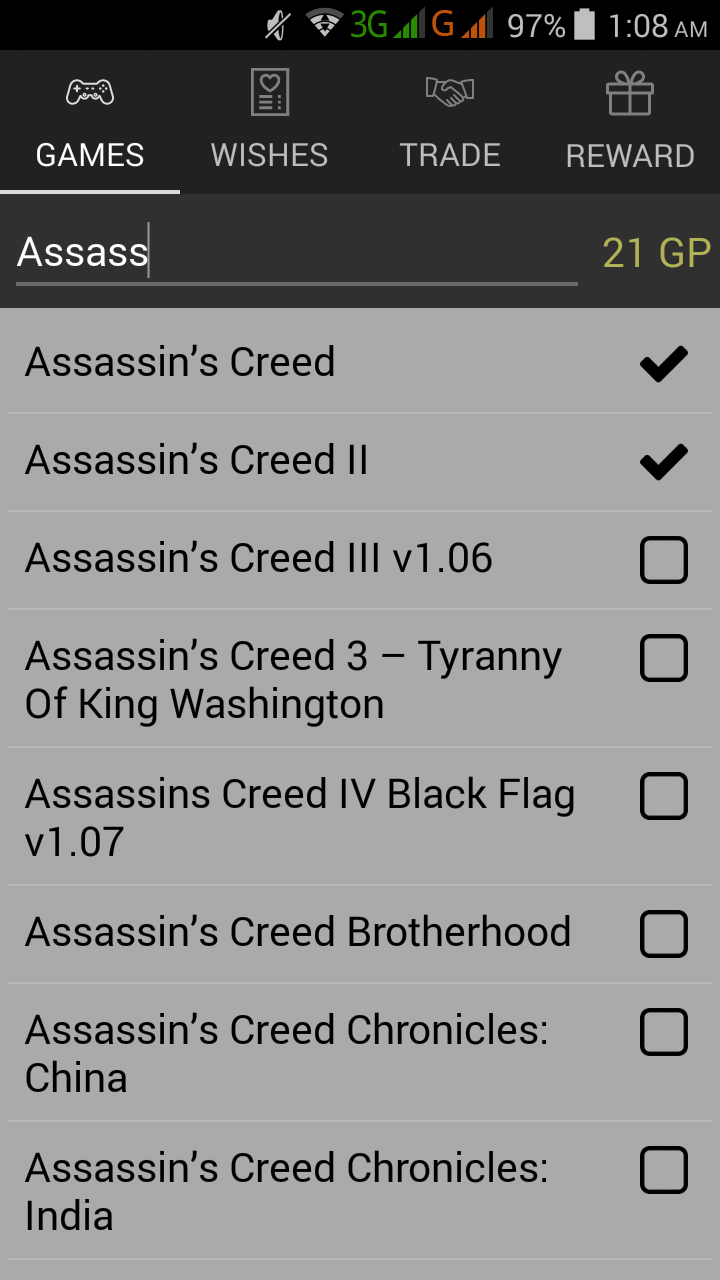 3G G 97% 1:08 AM
GAMES WISHES TRADE REWARD
Assass 21 GP
Assassin’s Creed
Assassin’s Creed II
Assassin’s Creed III v1.06
Assassin’s Creed 3 – Tyranny
Of King Washington
Assassins Creed IV Black Flag
v1.07
Assassin’s Creed Brotherhood
Assassin’s Creed Chronicles:
China
Assassin’s Creed Chronicles:
India